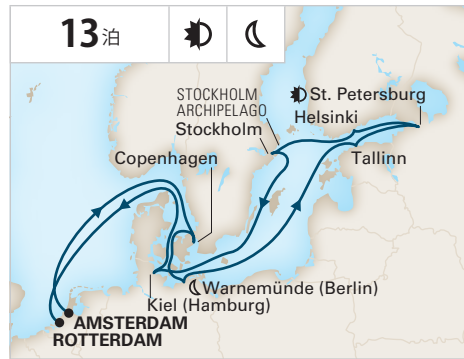 13泊
STOCKHOLM
ARCHIPELAGO
Stockholm
St. Petersburg
Helsinki
Tallinn
Copenhagen
Warnemünde (Berlin)
Kiel (Hamburg)
AMSTERDAM
ROTTERDAM